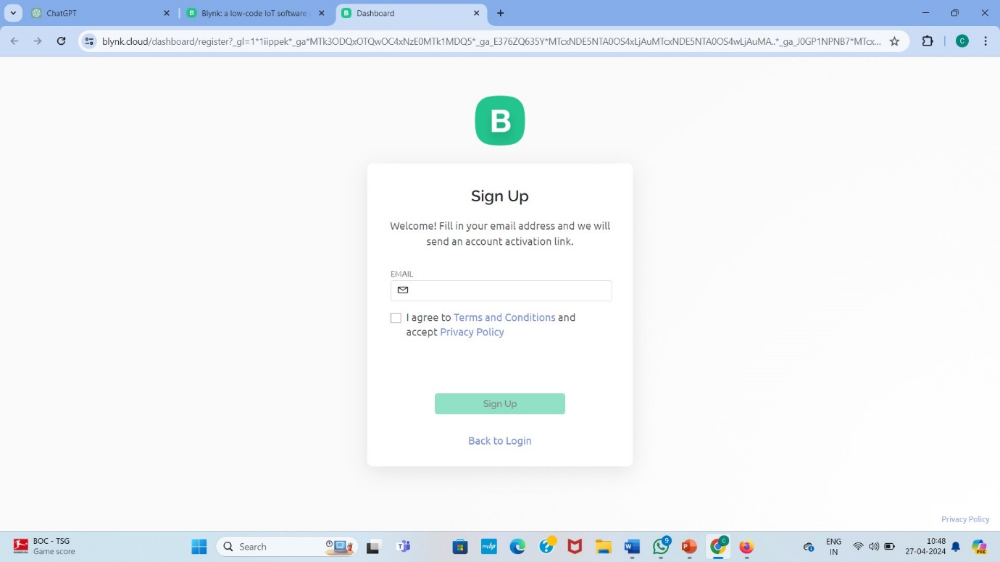 ChatGPT
Blynk: a low-code IoT software
Dashboard
blynk.cloud/dashboard/register?_gl=1*1iippek*_ga*MTk3ODQxOTQwOC4xNzE0MTk1MDQ5*_ga_E376ZQ635Y*MTcxNDE5NTA0OS4xLjAuMTcxNDE5NTA0OS4wLjAuMA..*_ga_J0GP1NPNB7*MTcx...
C
B
Sign Up
Welcome! Fill in your email address and we will
send an account activation link.
EMAIL
I agree to Terms and Conditions and
accept Privacy Policy
Sign Up
Back to Login
Privacy Policy
BOC - TSG
Game score
Search
myhp
9
C
ENG
IN
10:48
27-04-2024
PRE